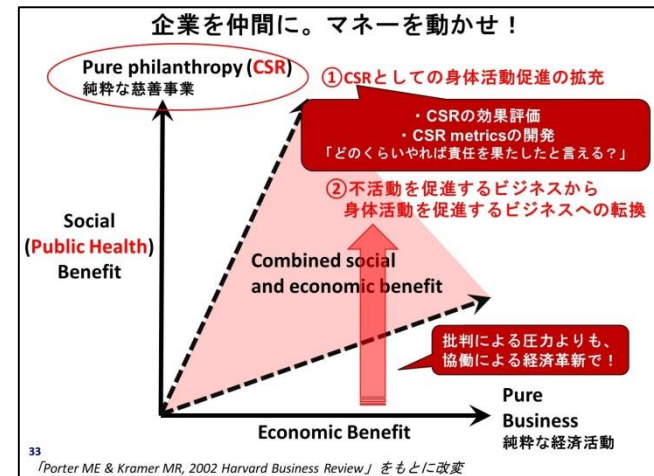 企業を仲間に。マネーを動かせ！
Pure philanthropy (CSR)
純粋な慈善事業
①CSRとしての身体活動促進の拡充
・CSRの効果評価
・CSR metricsの開発
「どのくらいやれば責任を果たしたと言える？」
②不活動を促進するビジネスから
身体活動を促進するビジネスへの転換
Social
(Public Health)
Benefit
Combined social
and economic benefit
批判による圧力よりも、
協働による経済革新で！
Economic Benefit
Pure
Business
純粋な経済活動
33
「Porter ME & Kramer MR, 2002 Harvard Business Review」をもとに改変